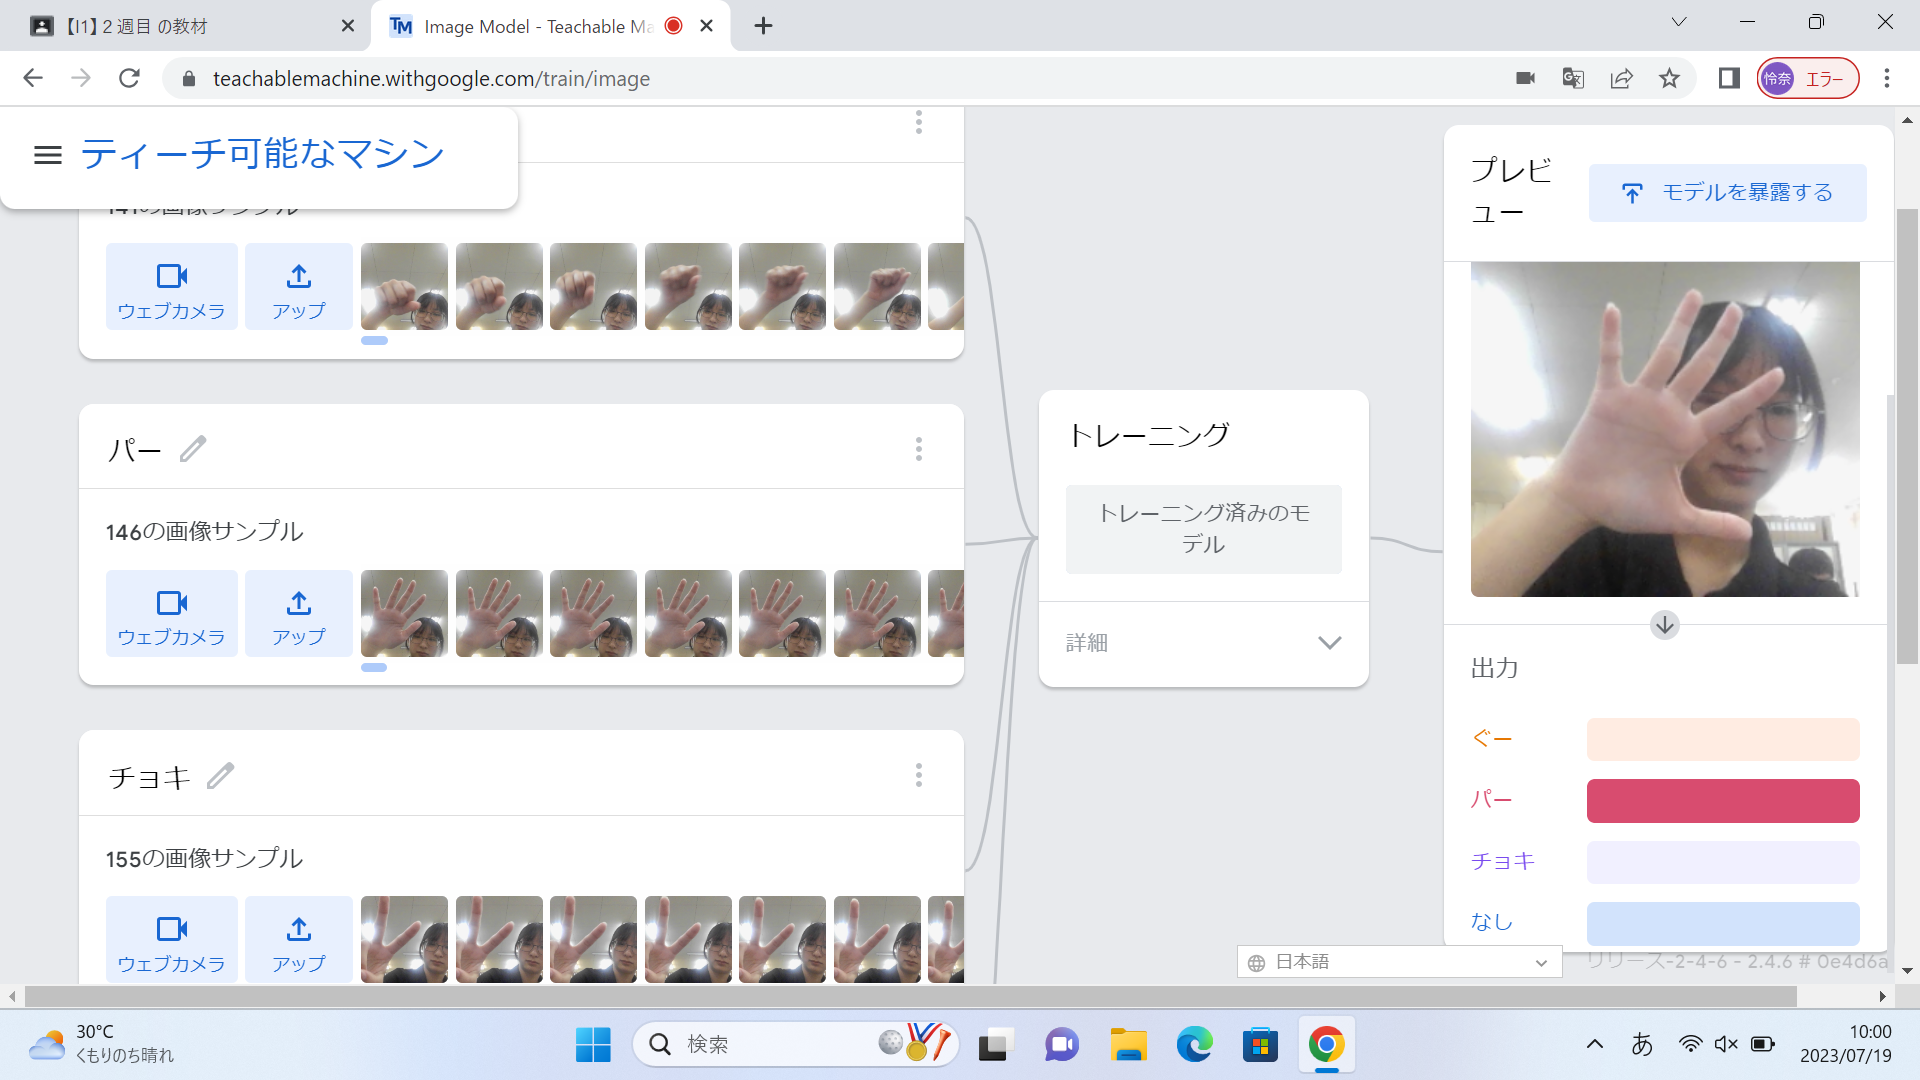 【I1】２週目 の教材
Image Model - Teachable Ma
teachablemachine.withgoogle.com/train/image
怜奈 エラー
ティーチ可能なマシン
141の画像サンプル
ウェブカメラ
アップ
パー
146の画像サンプル
ウェブカメラ
アップ
チョキ
155の画像サンプル
ウェブカメラ
アップ
トレーニング
トレーニング済みのモ
デル
詳細
プレビ
ュー
モデルを暴露する
出力
ぐー
パー
チョキ
なし
日本語
リリース-2-4-6 - 2.4.6 # 0e4d6a
30°C
くもりのち晴れ
検索
あ
10:00
2023/07/19